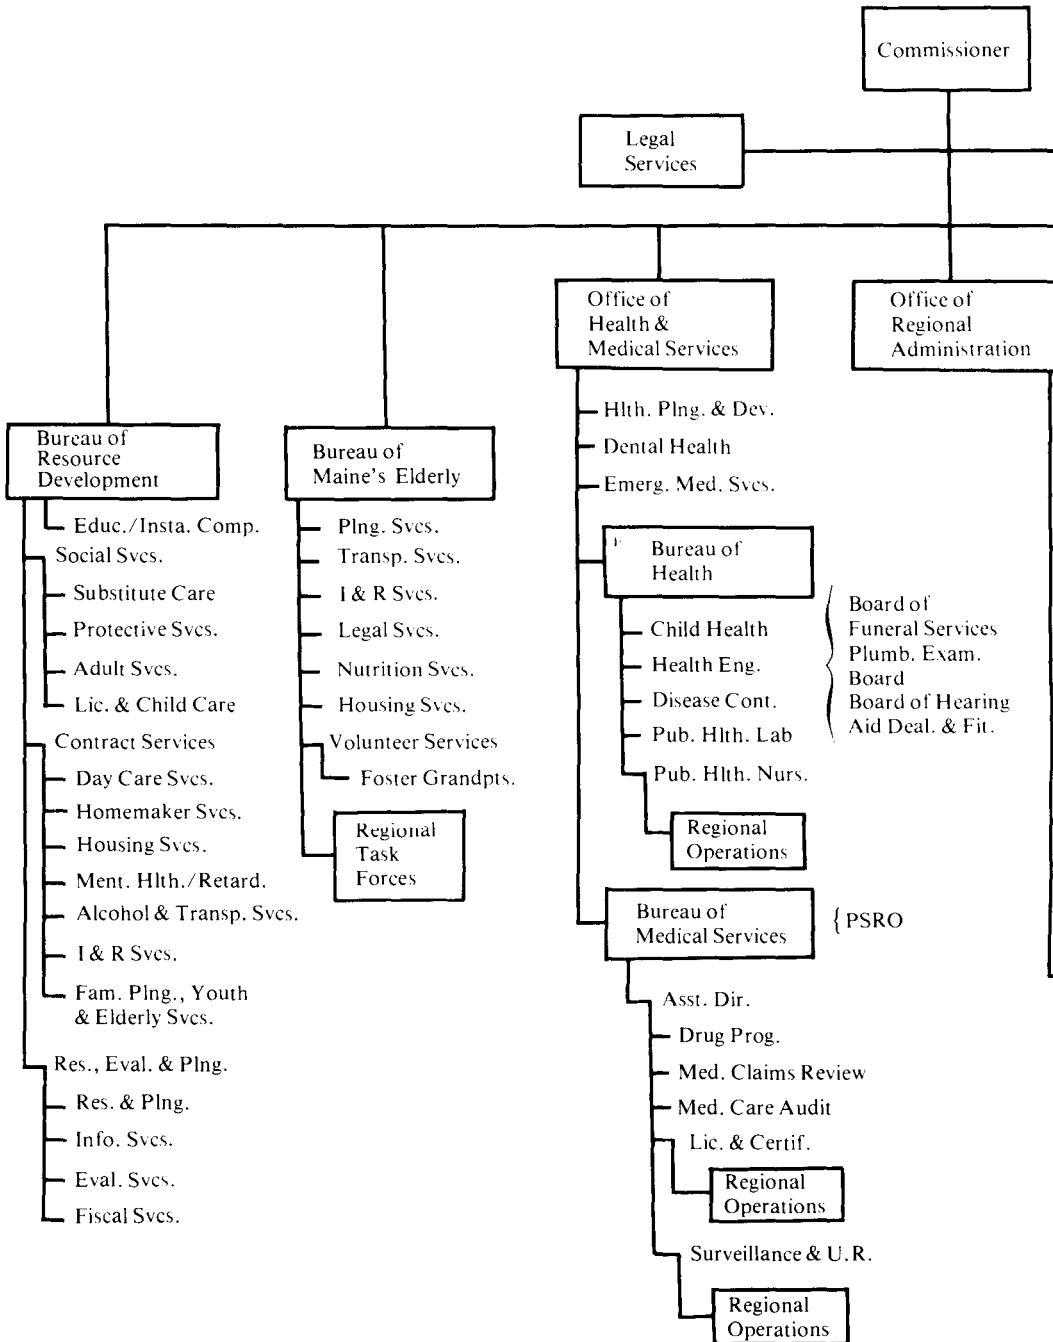 Commissioner
Legal
Services
Office of
Health &
Medical Services
Office of
Regional
Administration
Bureau of
Resource
Development
Educ./Insta. Comp.
Social Svcs.
Substitute Care
Protective Svcs.
Adult Svcs.
Lic. & Child Care
Contract Services
Day Care Svcs.
Homemaker Svcs.
Housing Svcs.
Ment. Hlth./Retard.
Alcohol & Transp. Svcs.
I & R Svcs.
Fam. Plng., Youth
& Elderly Svcs.
Res., Eval. & Plng.
Res. & Plng.
Info. Svcs.
Eval. Svcs.
Fiscal Svcs.
Bureau of
Maine's Elderly
Plng. Svcs.
Transp. Svcs.
I & R Svcs.
Legal Svcs.
Nutrition Svcs.
Housing Svcs.
Volunteer Services
Foster Grandpts.
Regional
Task
Forces
Hlth. Plng. & Dev.
Dental Health
Emerg. Med. Svcs.
Bureau of
Health
Child Health
Health Eng.
Disease Cont.
Pub. Hlth. Lab
Pub. Hlth. Nurs.
Regional
Operations
Board of
Funeral Services
Plumb. Exam.
Board
Board of Hearing
Aid Deal. & Fit.
Bureau of
Medical Services
{ PSRO
Asst. Dir.
Drug Prog.
Med. Claims Review
Med. Care Audit
Lic. & Certif.
Regional
Operations
Surveillance & U.R.
Regional
Operations